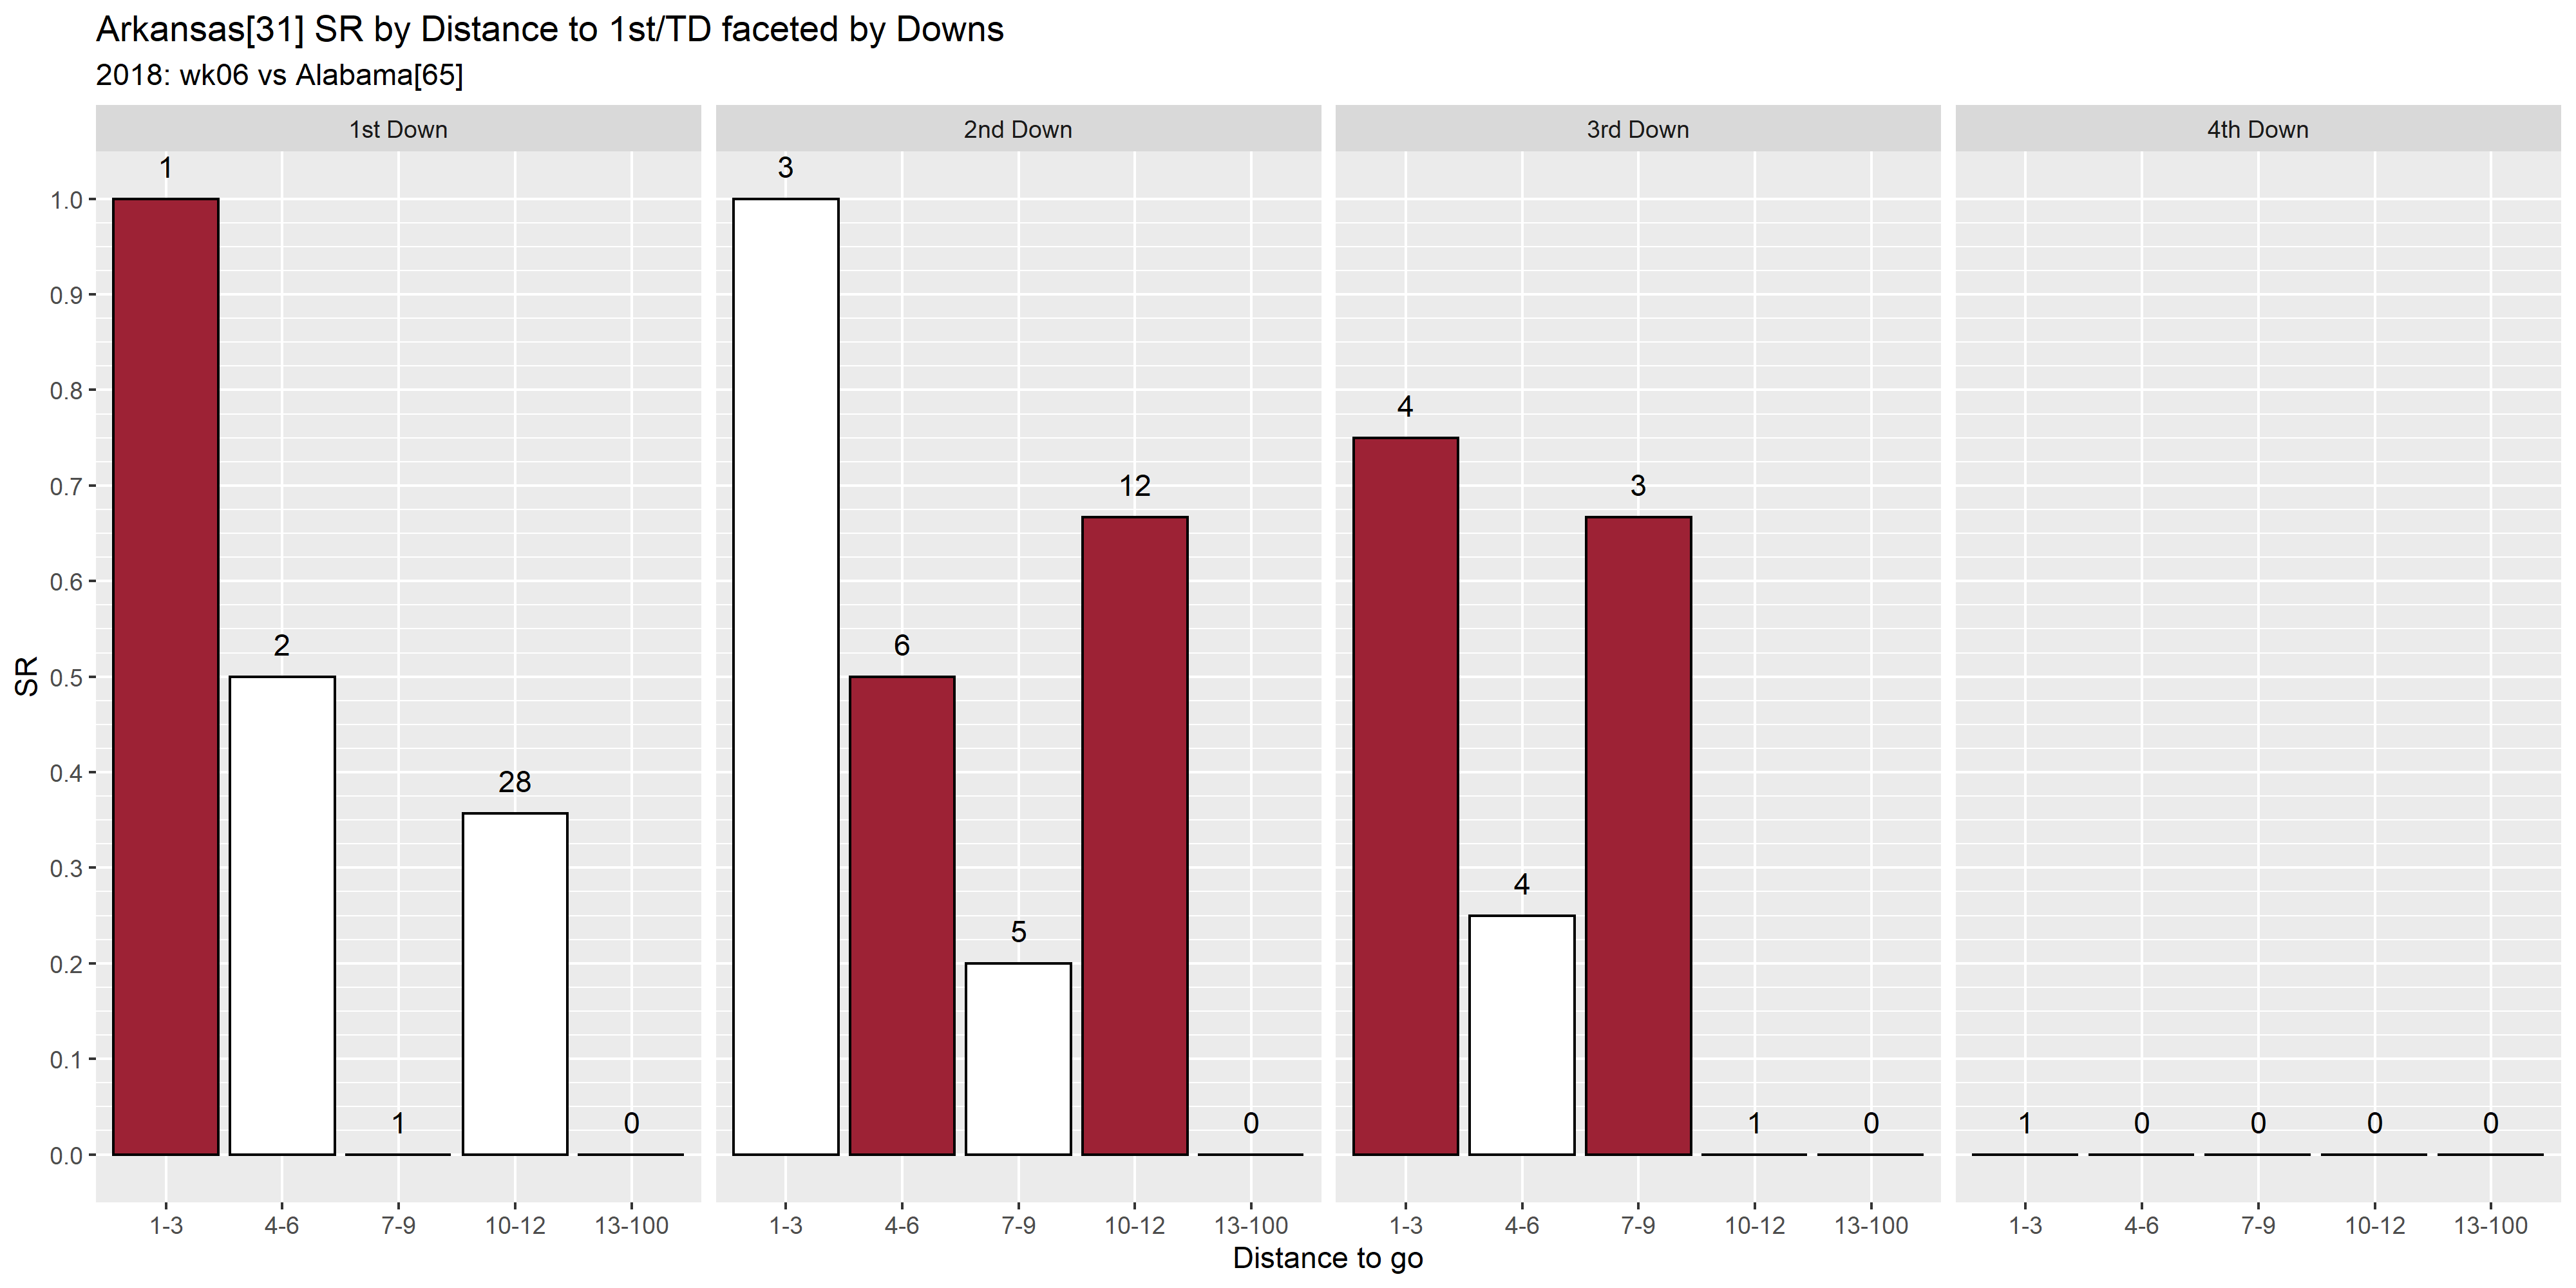 Arkansas[31] SR by Distance to 1st/TD faceted by Downs
2018: wk06 vs Alabama[65]
1st Down 2nd Down 3rd Down 4th Down
SR
1.0
0.9
0.8
0.7
0.6
0.5
0.4
0.3
0.2
0.1
0.0
1 2 1 28 0
3 6 5 12 0
4 4 3 1 0
1 0 0 0 0
1-3 4-6 7-9 10-12 13-100 1-3 4-6 7-9 10-12 13-100 1-3 4-6 7-9 10-12 13-100 1-3 4-6 7-9 10-12 13-100
Distance to go